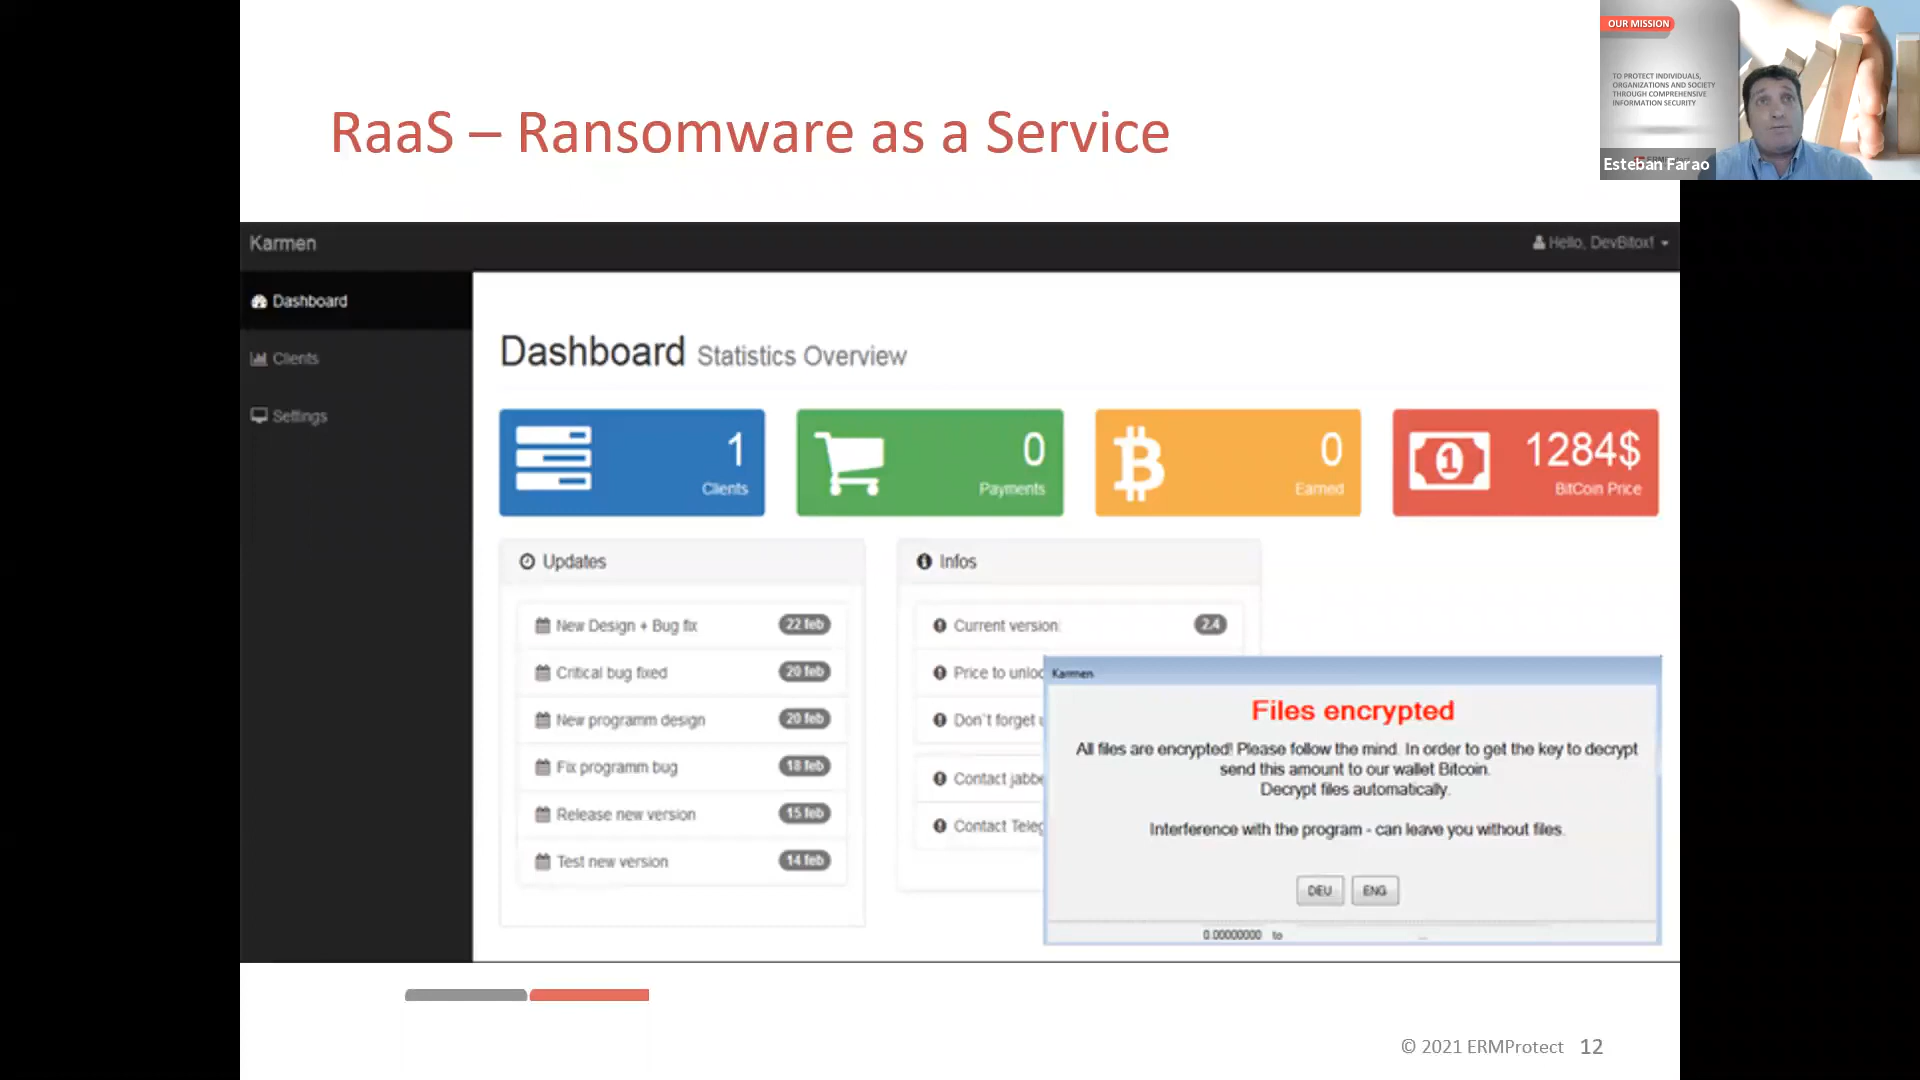 RaaS – Ransomware as a Service
OUR MISSION
TO PROTECT INDIVIDUALS,
ORGANIZATIONS AND SOCIETY
THROUGH COMPREHENSIVE
INFORMATION SECURITY
Esteban Farao
Karmen
Hello, DevBitox!
Dashboard
Clients
Settings
Dashboard Statistics Overview
1
Clients
0
Payments
0
Earned
1284$
BitCoin Price
Updates
New Design + Bug fix 22 feb
Critical bug fixed 20 feb
New programm design 20 feb
Fix programm bug 18 feb
Release new version 15 feb
Test new version 14 feb
Infos
Current version: 2.4
Price to unloc
Don`t forget u
Contact jabbe
Contact Teleg
Karmen
Files encrypted
All files are encrypted! Please follow the mind. In order to get the key to decrypt
send this amount to our wallet Bitcoin.
Decrypt files automatically.
Interference with the program - can leave you without files.
DEU ENG
0.00000000 to
© 2021 ERMProtect 12